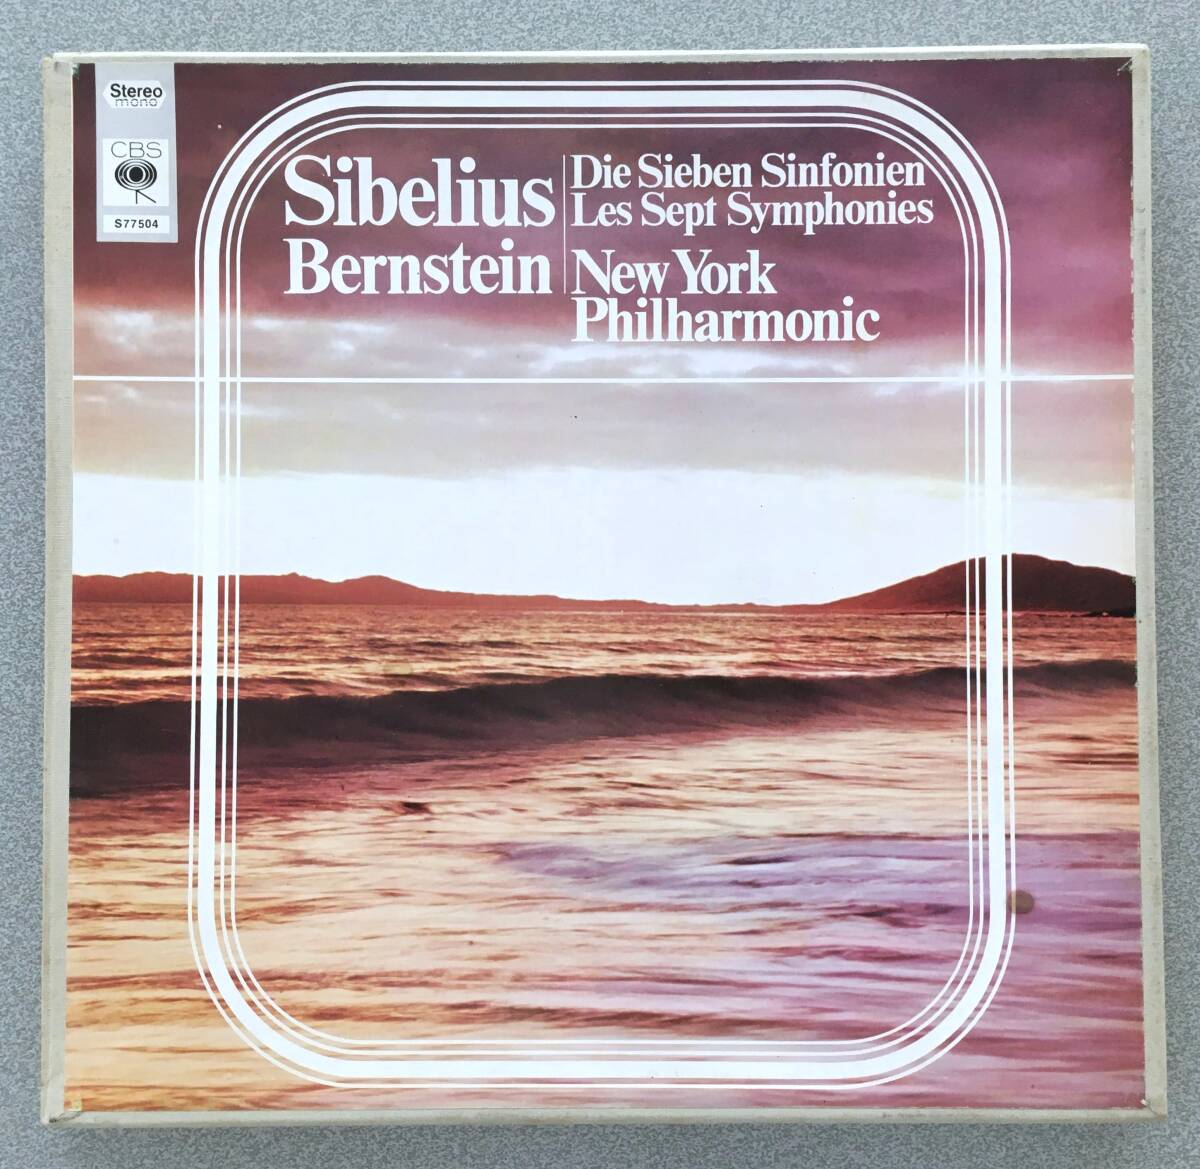 Stereo
mono
CBS
S77504
Sibelius
Bernstein
Die Sieben Sinfonien
Les Sept Symphonies
New York
Philharmonic